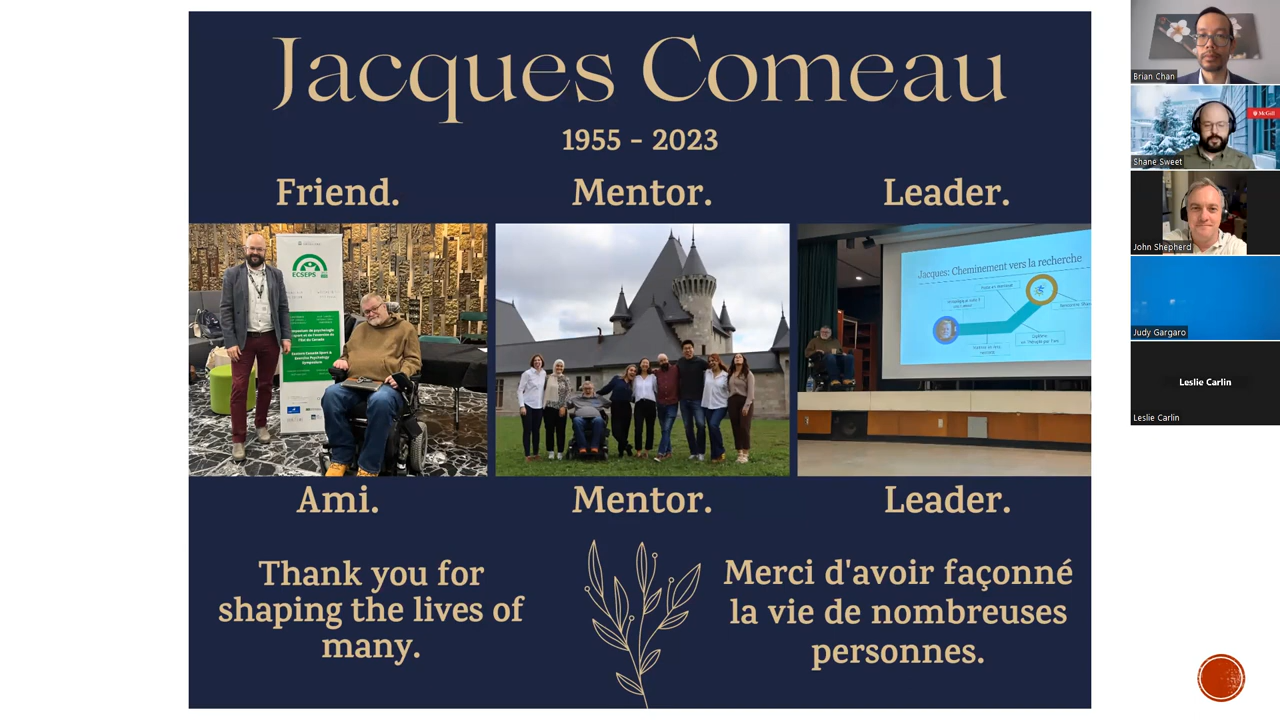 Jacques Comeau
1955 - 2023
Friend.
Mentor.
Leader.
ECSEPS
Jacques: Cheminement vers la recherche
Ami.
Mentor.
Leader.
Thank you for
shaping the lives of
many.
Merci d'avoir façonné
la vie de nombreuses
personnes.
Brian Chan
McGill
Shane Sweet
John Shepherd
Judy Gargaro
Leslie Carlin
Leslie Carlin